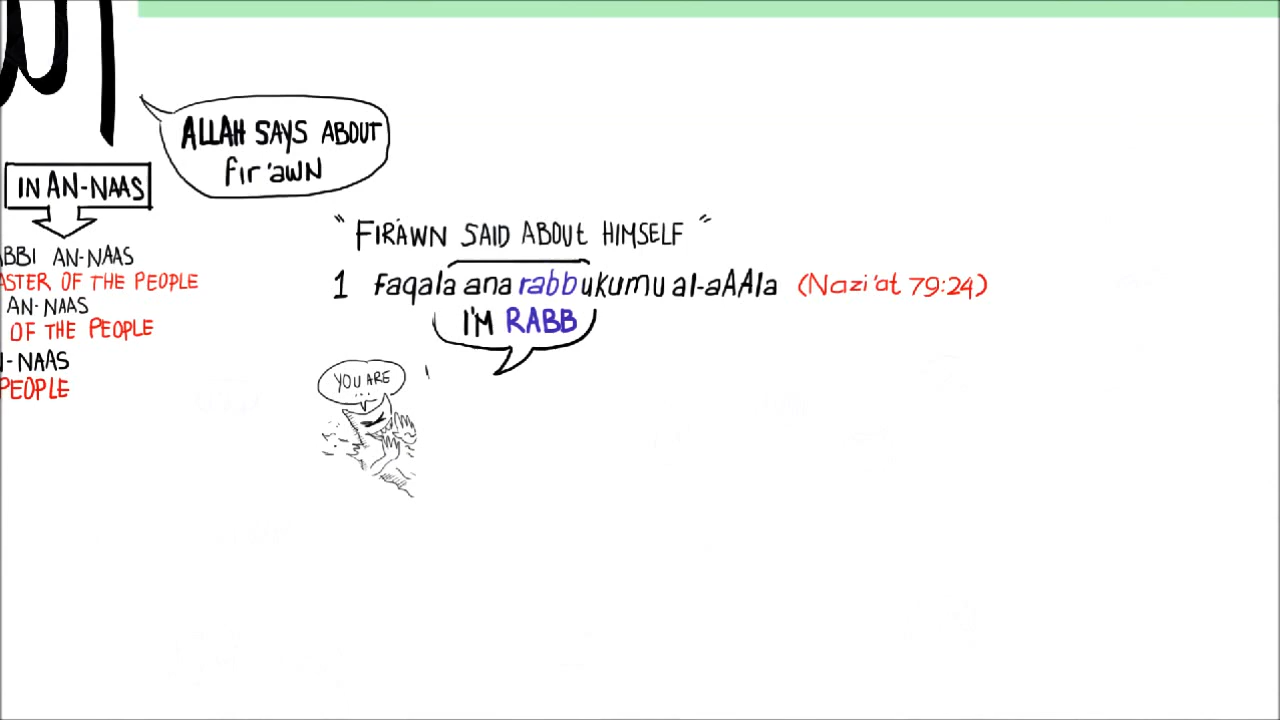 ALLAH SAYS ABOUT
fir'awN
IN AN-NAAS
BBI AN-NAAS
ASTER OF THE PEOPLE
AN-NAAS
OF THE PEOPLE
N-NAAS
PEOPLE
"FIR'AWN SAID ABOUT HIMSELF"
1 Faqala ana rabbukumu al-aAAla (Nazi'at 79:24)
I'M RABB
YOU ARE
...